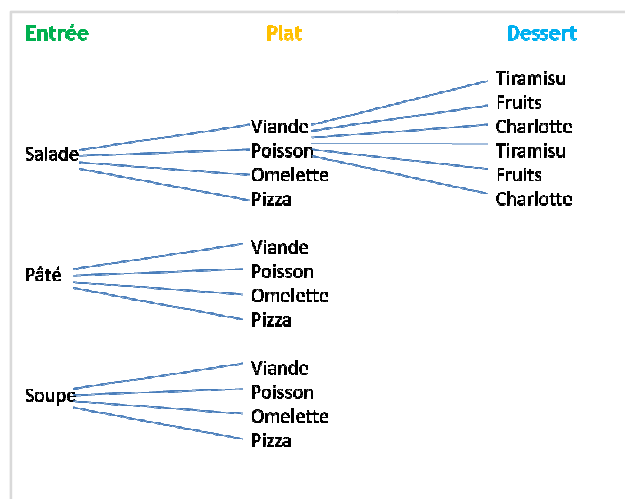 Entrée Plat Dessert
Tiramisu
Fruits
Viande Charlotte
Salade Poisson Tiramisu
Omelette Fruits
Pizza Charlotte
Viande
Pâté Poisson
Omelette
Pizza
Viande
Soupe Poisson
Omelette
Pizza